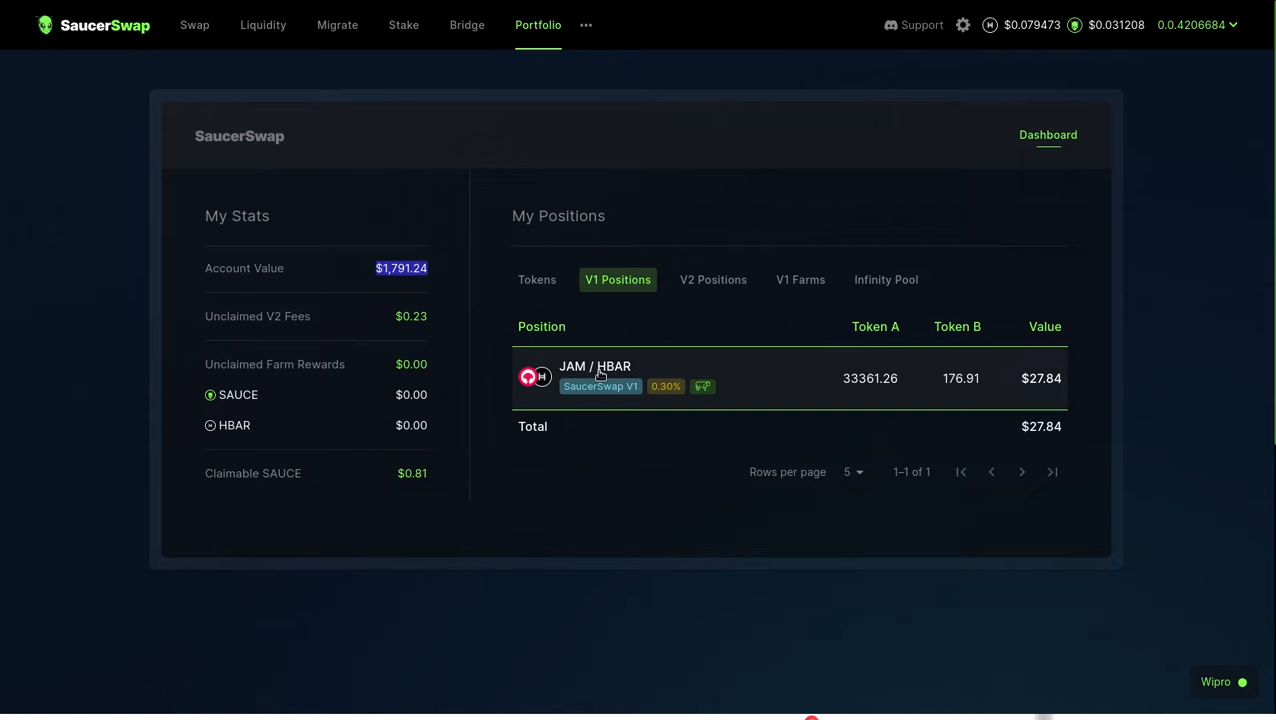 SaucerSwap Swap Liquidity Migrate Stake Bridge Portfolio ••• Support $0.079473 $0.031208 0.0.4206684
SaucerSwap Dashboard
My Stats
Account Value $1,791.24
Unclaimed V2 Fees $0.23
Unclaimed Farm Rewards $0.00
SAUCE $0.00
HBAR $0.00
Claimable SAUCE $0.81
My Positions
Tokens V1 Positions V2 Positions V1 Farms Infinity Pool
Position Token A Token B Value
JAM / HBAR
SaucerSwap V1 0.30% 33361.26 176.91 $27.84
Total $27.84
Rows per page 5 1–1 of 1
Wipro